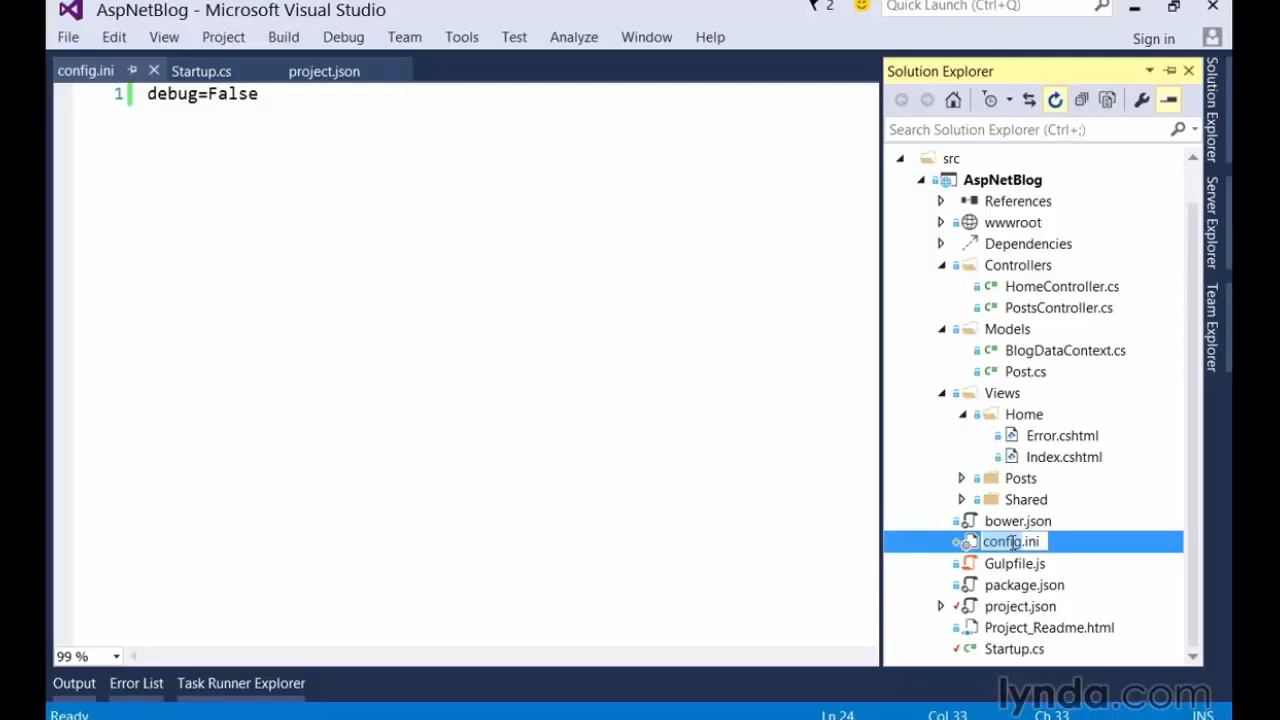 AspNetBlog - Microsoft Visual Studio
2
Quick Launch (Ctrl+Q)
File Edit View Project Build Debug Team Tools Test Analyze Window Help
Sign in
config.ini Startup.cs project.json
1 debug=False
Solution Explorer
Search Solution Explorer (Ctrl+;)
src
AspNetBlog
References
wwwroot
Dependencies
Controllers
HomeController.cs
PostsController.cs
Models
BlogDataContext.cs
Post.cs
Views
Home
Error.cshtml
Index.cshtml
Posts
Shared
bower.json
config.ini
Gulpfile.js
package.json
project.json
Project_Readme.html
Startup.cs
Solution Explorer
Server Explorer
Team Explorer
99 %
Output Error List Task Runner Explorer
lynda.com
Ready Ln 24 Col 33 Ch 33 INS